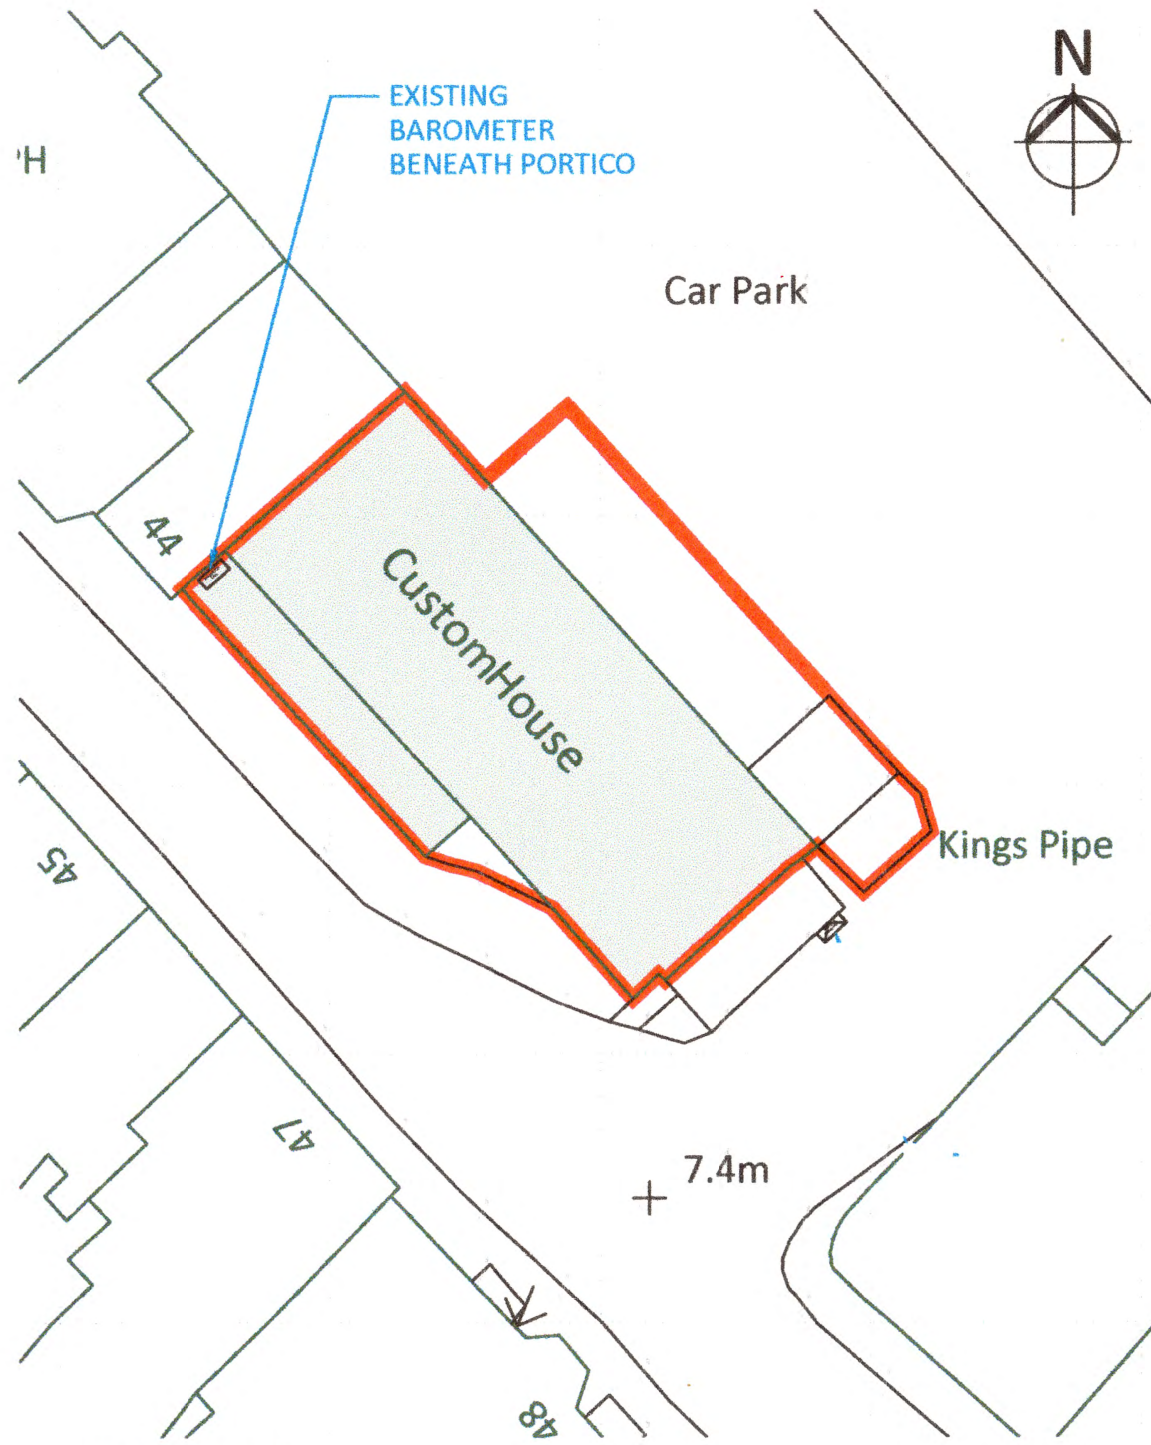 N
EXISTING
BAROMETER
BENEATH PORTICO
'H
Car Park
44
CustomHouse
Kings Pipe
45
47
7.4m
48